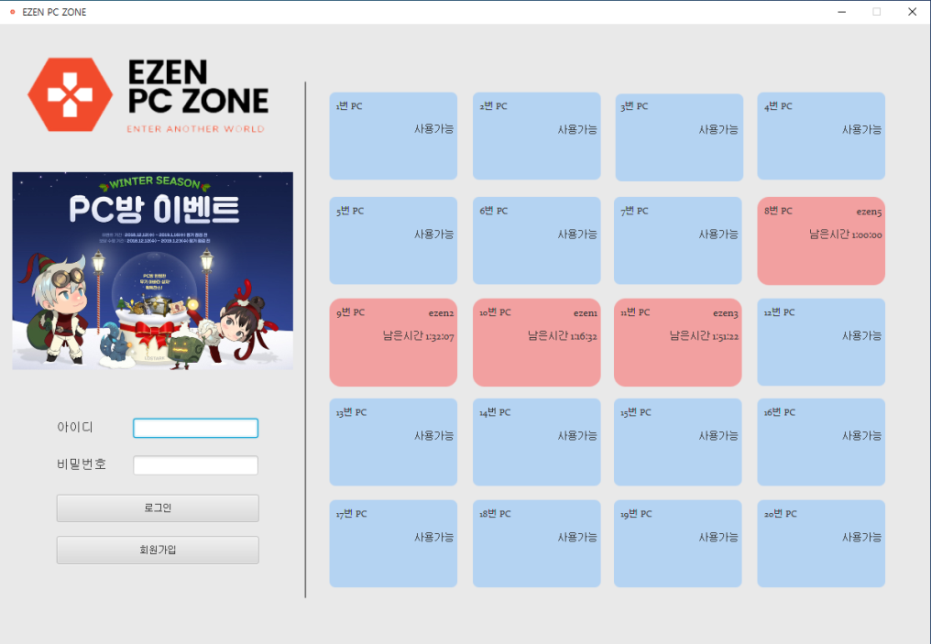 EZEN PC ZONE
EZEN
PC ZONE
ENTER ANOTHER WORLD
WINTER SEASON
PC방 이벤트
아이디
비밀번호
로그인
회원가입
1번 PC
사용가능
2번 PC
사용가능
3번 PC
사용가능
4번 PC
사용가능
5번 PC
사용가능
6번 PC
사용가능
7번 PC
사용가능
8번 PC ezen5
남은시간 1:00:00
9번 PC ezen2
남은시간 1:32:07
10번 PC ezen1
남은시간 1:26:32
11번 PC ezen3
남은시간 1:51:22
12번 PC
사용가능
13번 PC
사용가능
14번 PC
사용가능
15번 PC
사용가능
16번 PC
사용가능
17번 PC
사용가능
18번 PC
사용가능
19번 PC
사용가능
20번 PC
사용가능